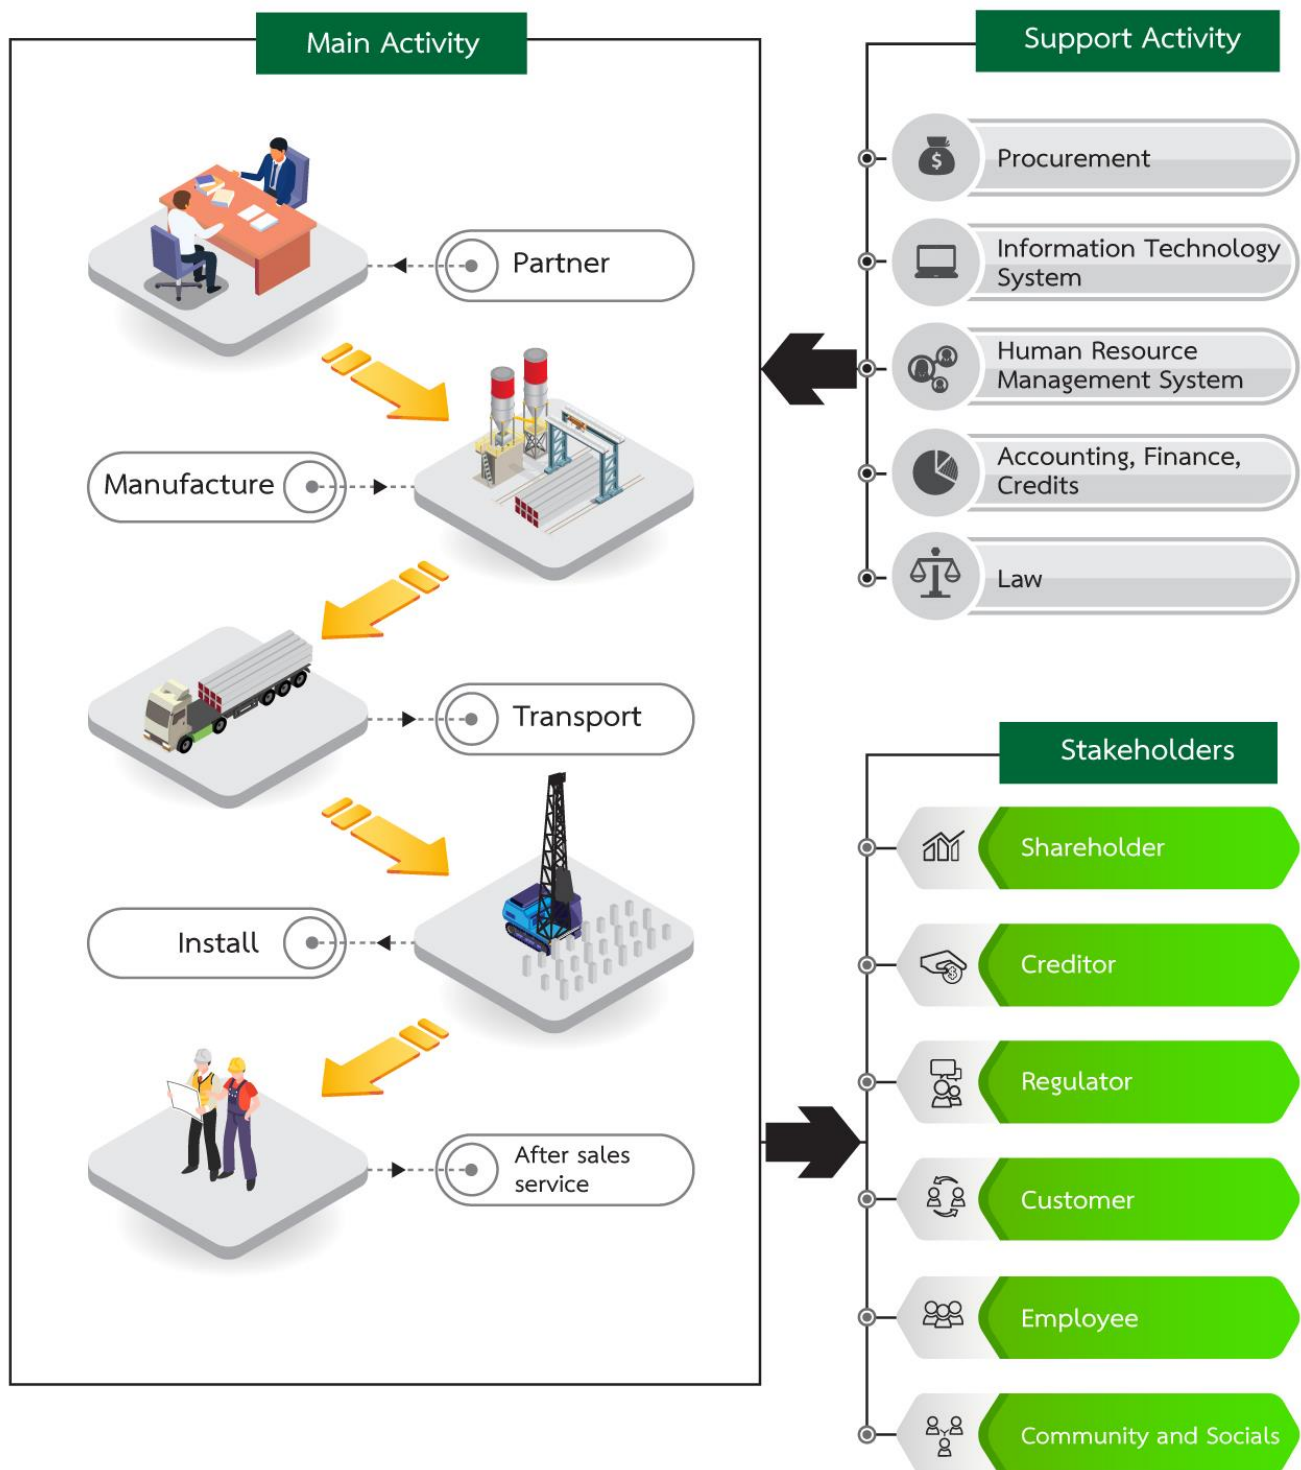 Main Activity
Partner
Manufacture
Transport
Install
After sales
service
Support Activity
Procurement
Information Technology
System
Human Resource
Management System
Accounting, Finance,
Credits
Law
Stakeholders
Shareholder
Creditor
Regulator
Customer
Employee
Community and Socials